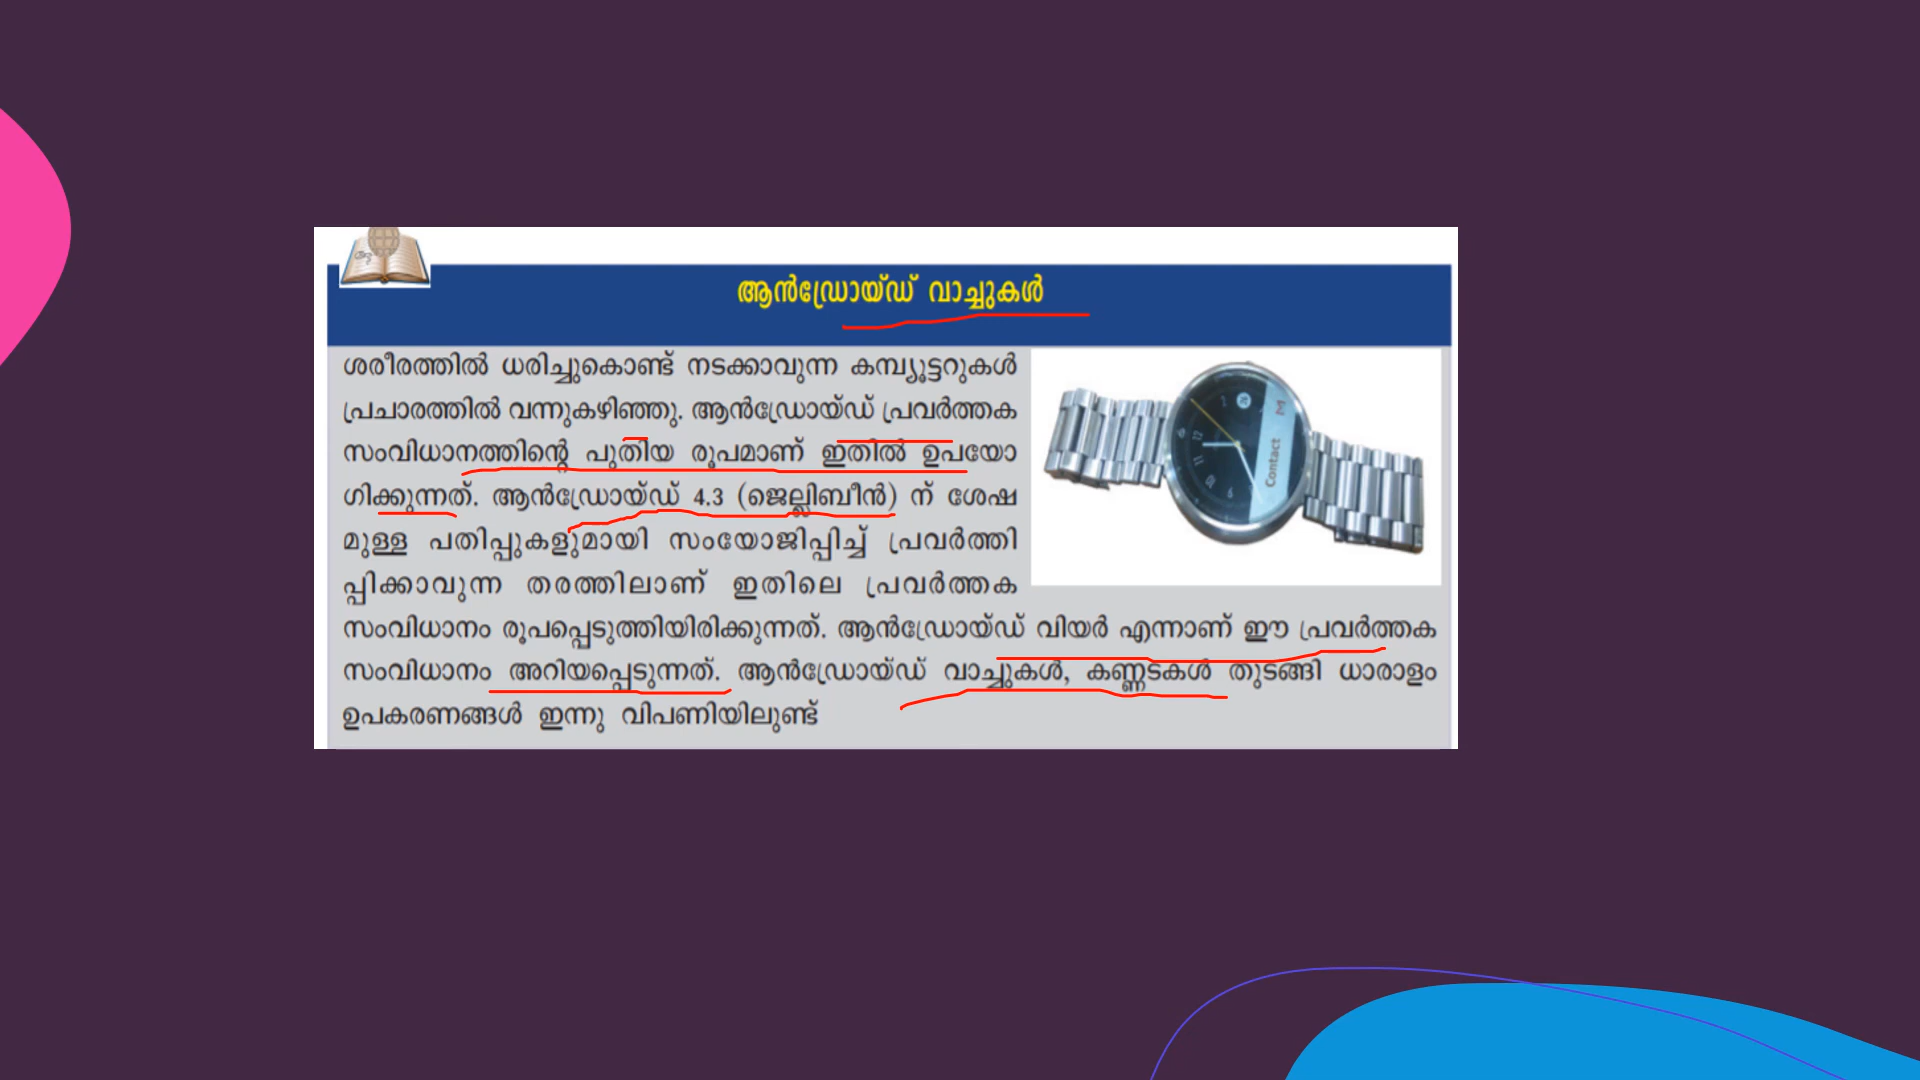 ആൻഡ്രോയ്ഡ് വാച്ചുകൾ
ശരീരത്തിൽ ധരിച്ചുകൊണ്ട് നടക്കാവുന്ന കമ്പ്യൂട്ടറുകൾ
പ്രചാരത്തിൽ വന്നുകഴിഞ്ഞു. ആൻഡ്രോയ്ഡ് പ്രവർത്തക
സംവിധാനത്തിന്റെ പുതിയ രൂപമാണ് ഇതിൽ ഉപയോ
ഗിക്കുന്നത്. ആൻഡ്രോയ്ഡ് 4.3 (ജെല്ലിബീൻ) ന് ശേഷ
മുള്ള പതിപ്പുകളുമായി സംയോജിപ്പിച്ച് പ്രവർത്തി
പ്പിക്കാവുന്ന തരത്തിലാണ് ഇതിലെ പ്രവർത്തക
സംവിധാനം രൂപപ്പെടുത്തിയിരിക്കുന്നത്. ആൻഡ്രോയ്ഡ് വിയർ എന്നാണ് ഈ പ്രവർത്തക
സംവിധാനം അറിയപ്പെടുന്നത്. ആൻഡ്രോയ്ഡ് വാച്ചുകൾ, കണ്ണടകൾ തുടങ്ങി ധാരാളം
ഉപകരണങ്ങൾ ഇന്നു വിപണിയിലുണ്ട്
Contact